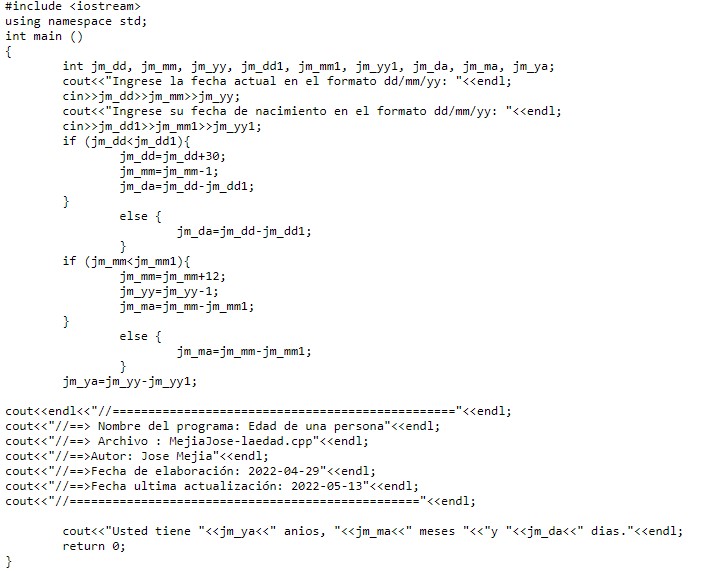 #include <iostream>
using namespace std;
int main ()
{
        int jm_dd, jm_mm, jm_yy, jm_dd1, jm_mm1, jm_yy1, jm_da, jm_ma, jm_ya;
        cout<<"Ingrese la fecha actual en el formato dd/mm/yy: "<<endl;
        cin>>jm_dd>>jm_mm>>jm_yy;
        cout<<"Ingrese su fecha de nacimiento en el formato dd/mm/yy: "<<endl;
        cin>>jm_dd1>>jm_mm1>>jm_yy1;
        if (jm_dd<jm_dd1){
                jm_dd=jm_dd+30;
                jm_mm=jm_mm-1;
                jm_da=jm_dd-jm_dd1;
        }
                else {
                        jm_da=jm_dd-jm_dd1;
                }
        if (jm_mm<jm_mm1){
                jm_mm=jm_mm+12;
                jm_yy=jm_yy-1;
                jm_ma=jm_mm-jm_mm1;
        }
                else {
                        jm_ma=jm_mm-jm_mm1;
                }
        jm_ya=jm_yy-jm_yy1;

cout<<endl<<"//================================================"<<endl;
cout<<"//==> Nombre del programa: Edad de una persona"<<endl;
cout<<"//==> Archivo : MejiaJose-laedad.cpp"<<endl;
cout<<"//==>Autor: Jose Mejia"<<endl;
cout<<"//==>Fecha de elaboración: 2022-04-29"<<endl;
cout<<"//==>Fecha ultima actualización: 2022-05-13"<<endl;
cout<<"//================================================="<<endl;

        cout<<"Usted tiene "<<jm_ya<<" anios, "<<jm_ma<<" meses "<<"y "<<jm_da<<" dias."<<endl;
        return 0;
}